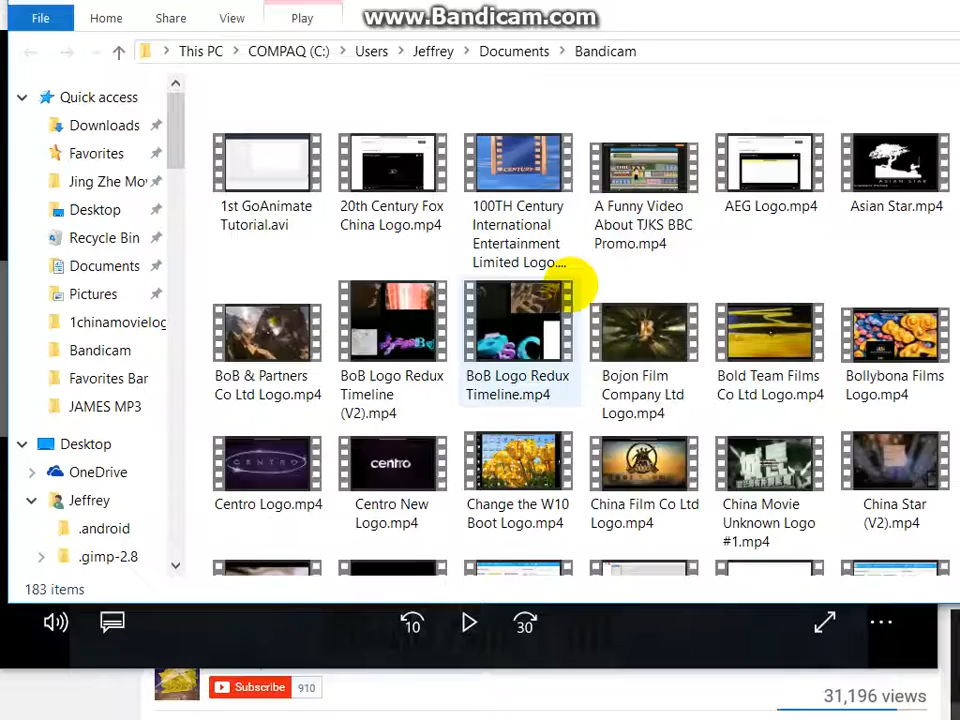 www.Bandicam.com
File Home Share View Play
This PC COMPAQ (C:) Users Jeffrey Documents Bandicam
Quick access
Downloads
Favorites
Jing Zhe Mov
Desktop
Recycle Bin
Documents
Pictures
1chinamovielog
Bandicam
Favorites Bar
JAMES MP3
Desktop
OneDrive
Jeffrey
.android
.gimp-2.8
1st GoAnimate
Tutorial.avi
20th Century Fox
China Logo.mp4
100TH Century
International
Entertainment
Limited Logo....
A Funny Video
About TJKS BBC
Promo.mp4
AEG Logo.mp4
Asian Star.mp4
BoB & Partners
Co Ltd Logo.mp4
BoB Logo Redux
Timeline
(V2).mp4
BoB Logo Redux
Timeline.mp4
Bojon Film
Company Ltd
Logo.mp4
Bold Team Films
Co Ltd Logo.mp4
Bollybona Films
Logo.mp4
CENTRO
Centro Logo.mp4
centro
Centro New
Logo.mp4
Change the W10
Boot Logo.mp4
China Film Co Ltd
Logo.mp4
China Movie
Unknown Logo
#1.mp4
China Star
(V2).mp4
CENTURY
ASIAN STAR
183 items
10 30
Subscribe 910
31,196 views